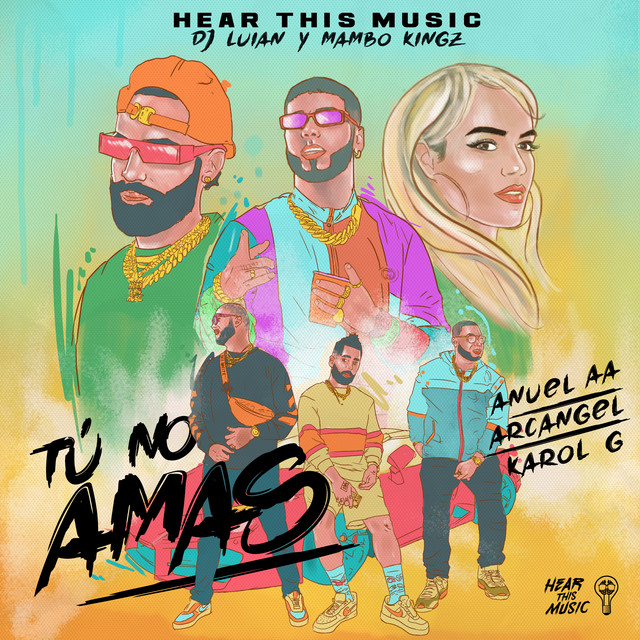 HEAR THIS MUSIC
DJ LUIAN Y MAMBO KINGZ
TÚ NO
AMAS
ANUEL AA
ARCANGEL
KAROL G
HEAR
THIS
MUSIC